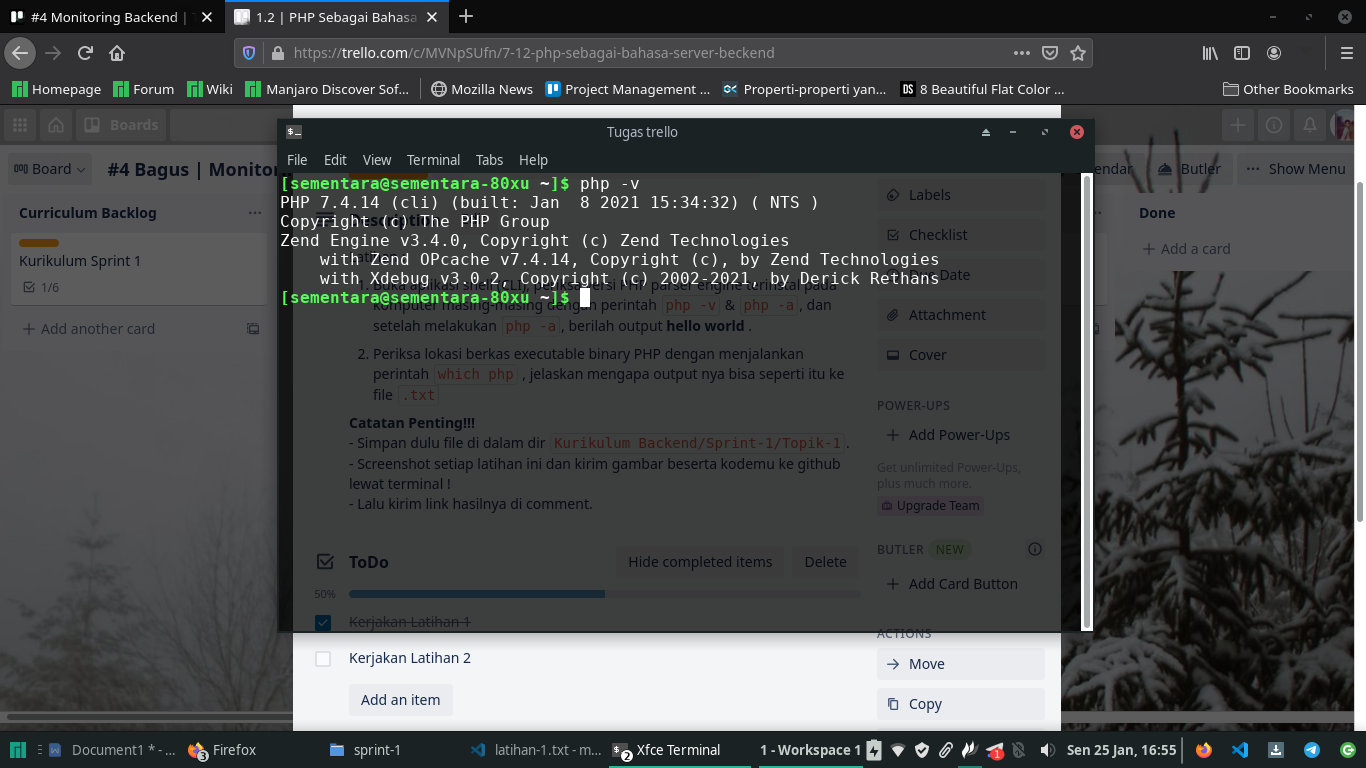 #4 Monitoring Backend |
1.2 | PHP Sebagai Bahasa
https://trello.com/c/MVNpSUfn/7-12-php-sebagai-bahasa-server-beckend
Homepage Forum Wiki Manjaro Discover Sof... Mozilla News Project Management ... Properti-properti yan... 8 Beautiful Flat Color ... Other Bookmarks
Boards
Board #4 Bagus | Monitor Butler Show Menu
Tugas trello
File Edit View Terminal Tabs Help
[sementara@sementara-80xu ~]$ php -v
PHP 7.4.14 (cli) (built: Jan  8 2021 15:34:32) ( NTS )
Copyright (c) The PHP Group
Zend Engine v3.4.0, Copyright (c) Zend Technologies
    with Zend OPcache v7.4.14, Copyright (c), by Zend Technologies
    with Xdebug v3.0.2, Copyright (c) 2002-2021, by Derick Rethans
[sementara@sementara-80xu ~]$
Curriculum Backlog
Kurikulum Sprint 1
1/6
Add another card
komputer masing-masing dengan perintah php -v & php -a, dan
setelah melakukan php -a, berilah output hello world .
2. Periksa lokasi berkas executable binary PHP dengan menjalankan
perintah which php , jelaskan mengapa output nya bisa seperti itu ke
file .txt
Catatan Penting!!!
- Simpan dulu file di dalam dir Kurikulum Backend/Sprint-1/Topik-1.
- Screenshot setiap latihan ini dan kirim gambar beserta kodemu ke github
lewat terminal !
- Lalu kirim link hasilnya di comment.
ToDo
Hide completed items Delete
50%
Kerjakan Latihan 1
Kerjakan Latihan 2
Add an item
Labels
Checklist
Due Date
Attachment
Cover
POWER-UPS
Add Power-Ups
Get unlimited Power-Ups,
plus much more.
Upgrade Team
BUTLER NEW
Add Card Button
ACTIONS
Move
Copy
Done
Add a card
Document1 * - ... 3 Firefox sprint-1 latihan-1.txt - m... 2 Xfce Terminal 1 - Workspace 1 1 Sen 25 Jan, 16:55